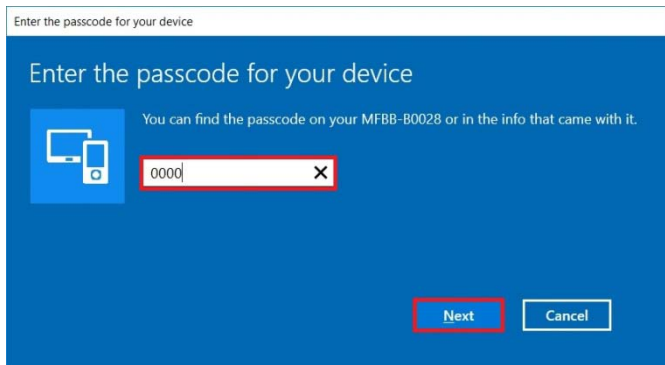 Enter the passcode for your device
Enter the passcode for your device
You can find the passcode on your MFBB-B0028 or in the info that came with it.
0000
Next
Cancel